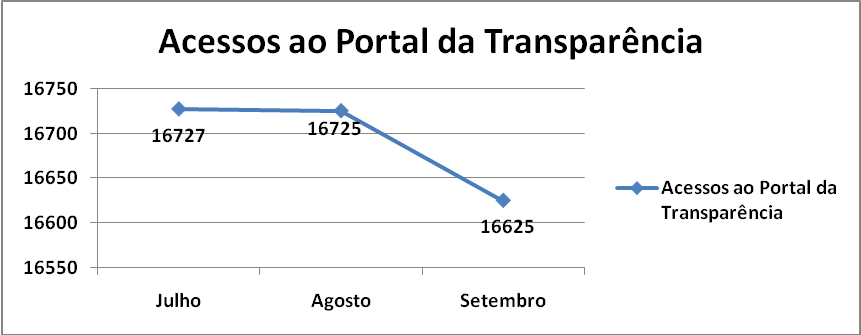 Acessos ao Portal da Transparência
16750
16700
16650
16600
16550
16727
16725
16625
Julho
Agosto
Setembro
Acessos ao Portal da
Transparência